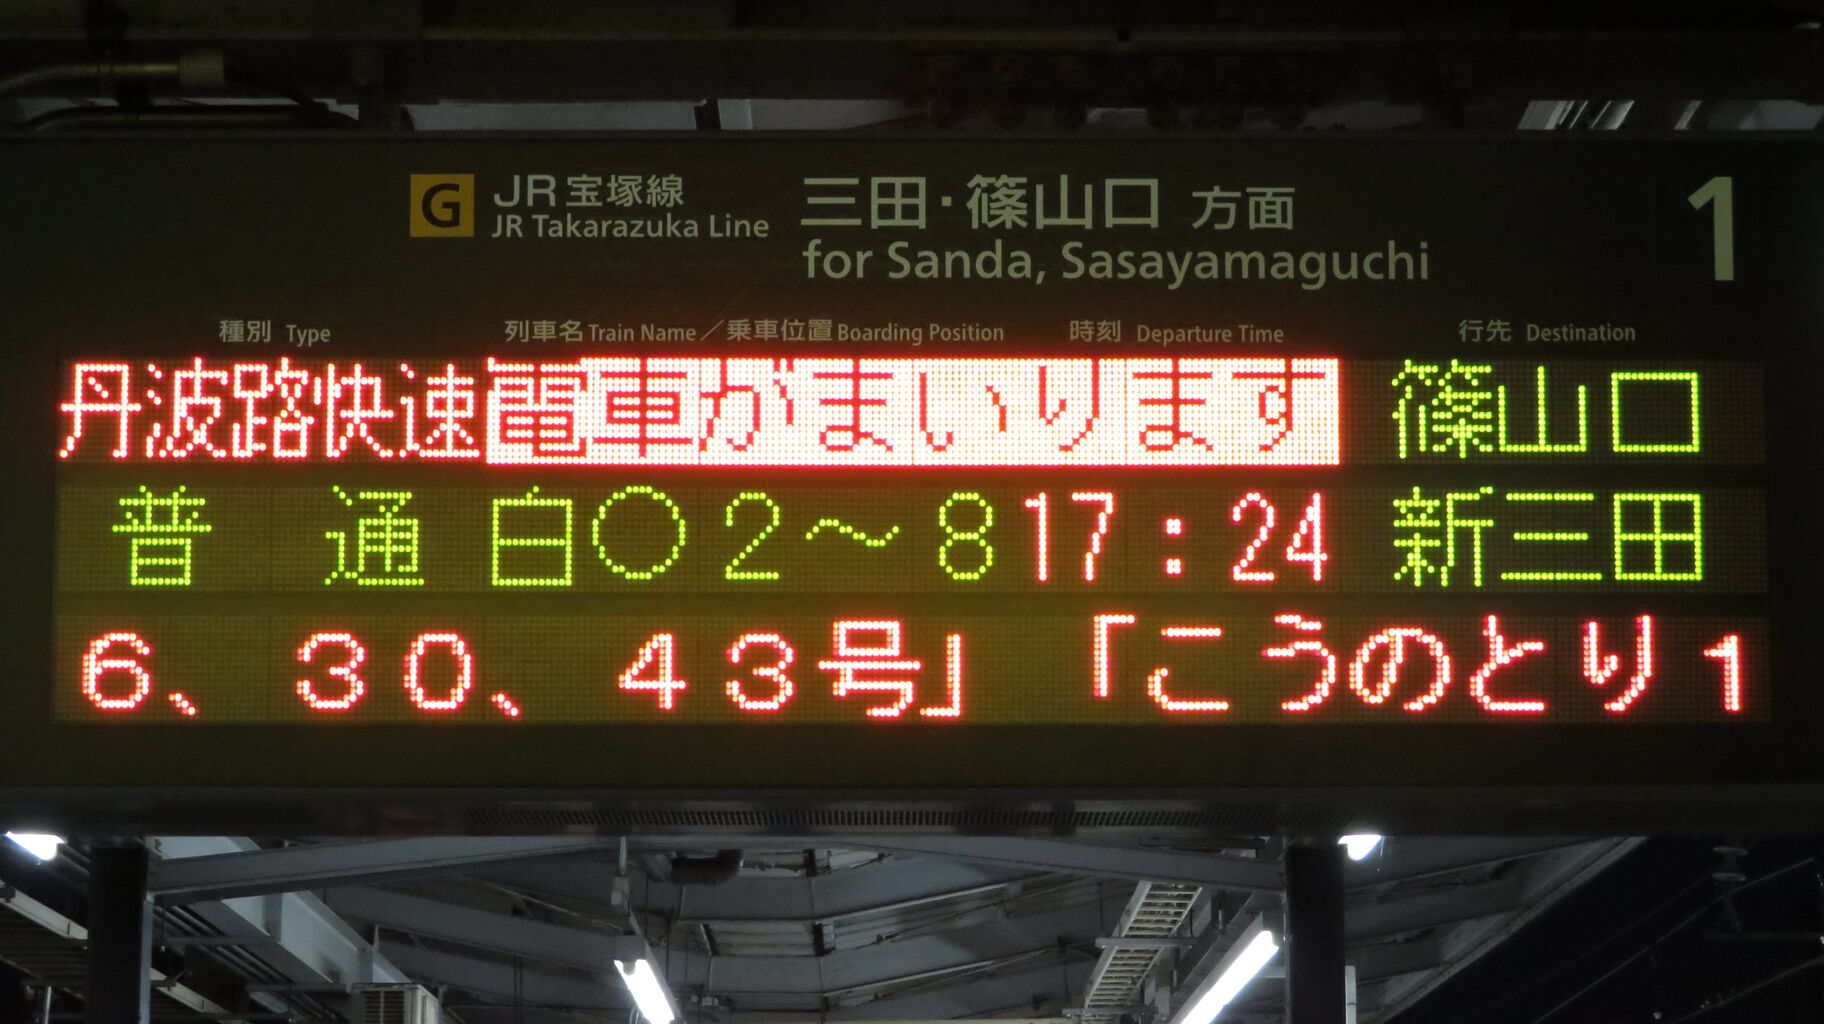 G JR宝塚線 三田・篠山口 方面 1
JR Takarazuka Line for Sanda, Sasayamaguchi
種別 Type 列車名 Train Name／乗車位置 Boarding Position 時刻 Departure Time 行先 Destination
丹波路快速 電車がまいります 篠山口
普通 白○ 2～8 17:24 新三田
6、30、43号」「こうのとり1